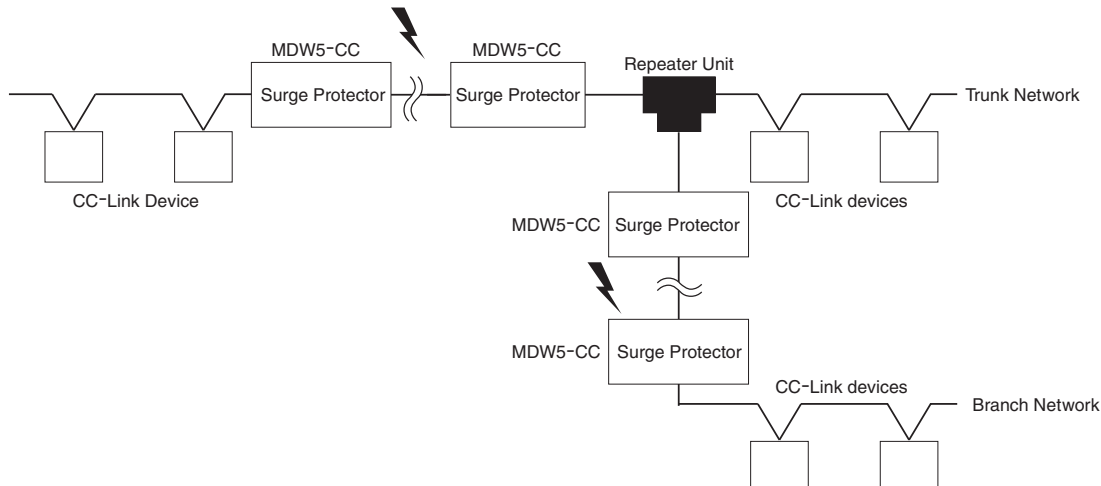 MDW5-CC
MDW5-CC
Surge Protector
Surge Protector
Repeater Unit
Trunk Network
CC-Link Device
CC-Link devices
MDW5-CC
Surge Protector
MDW5-CC
Surge Protector
CC-Link devices
Branch Network